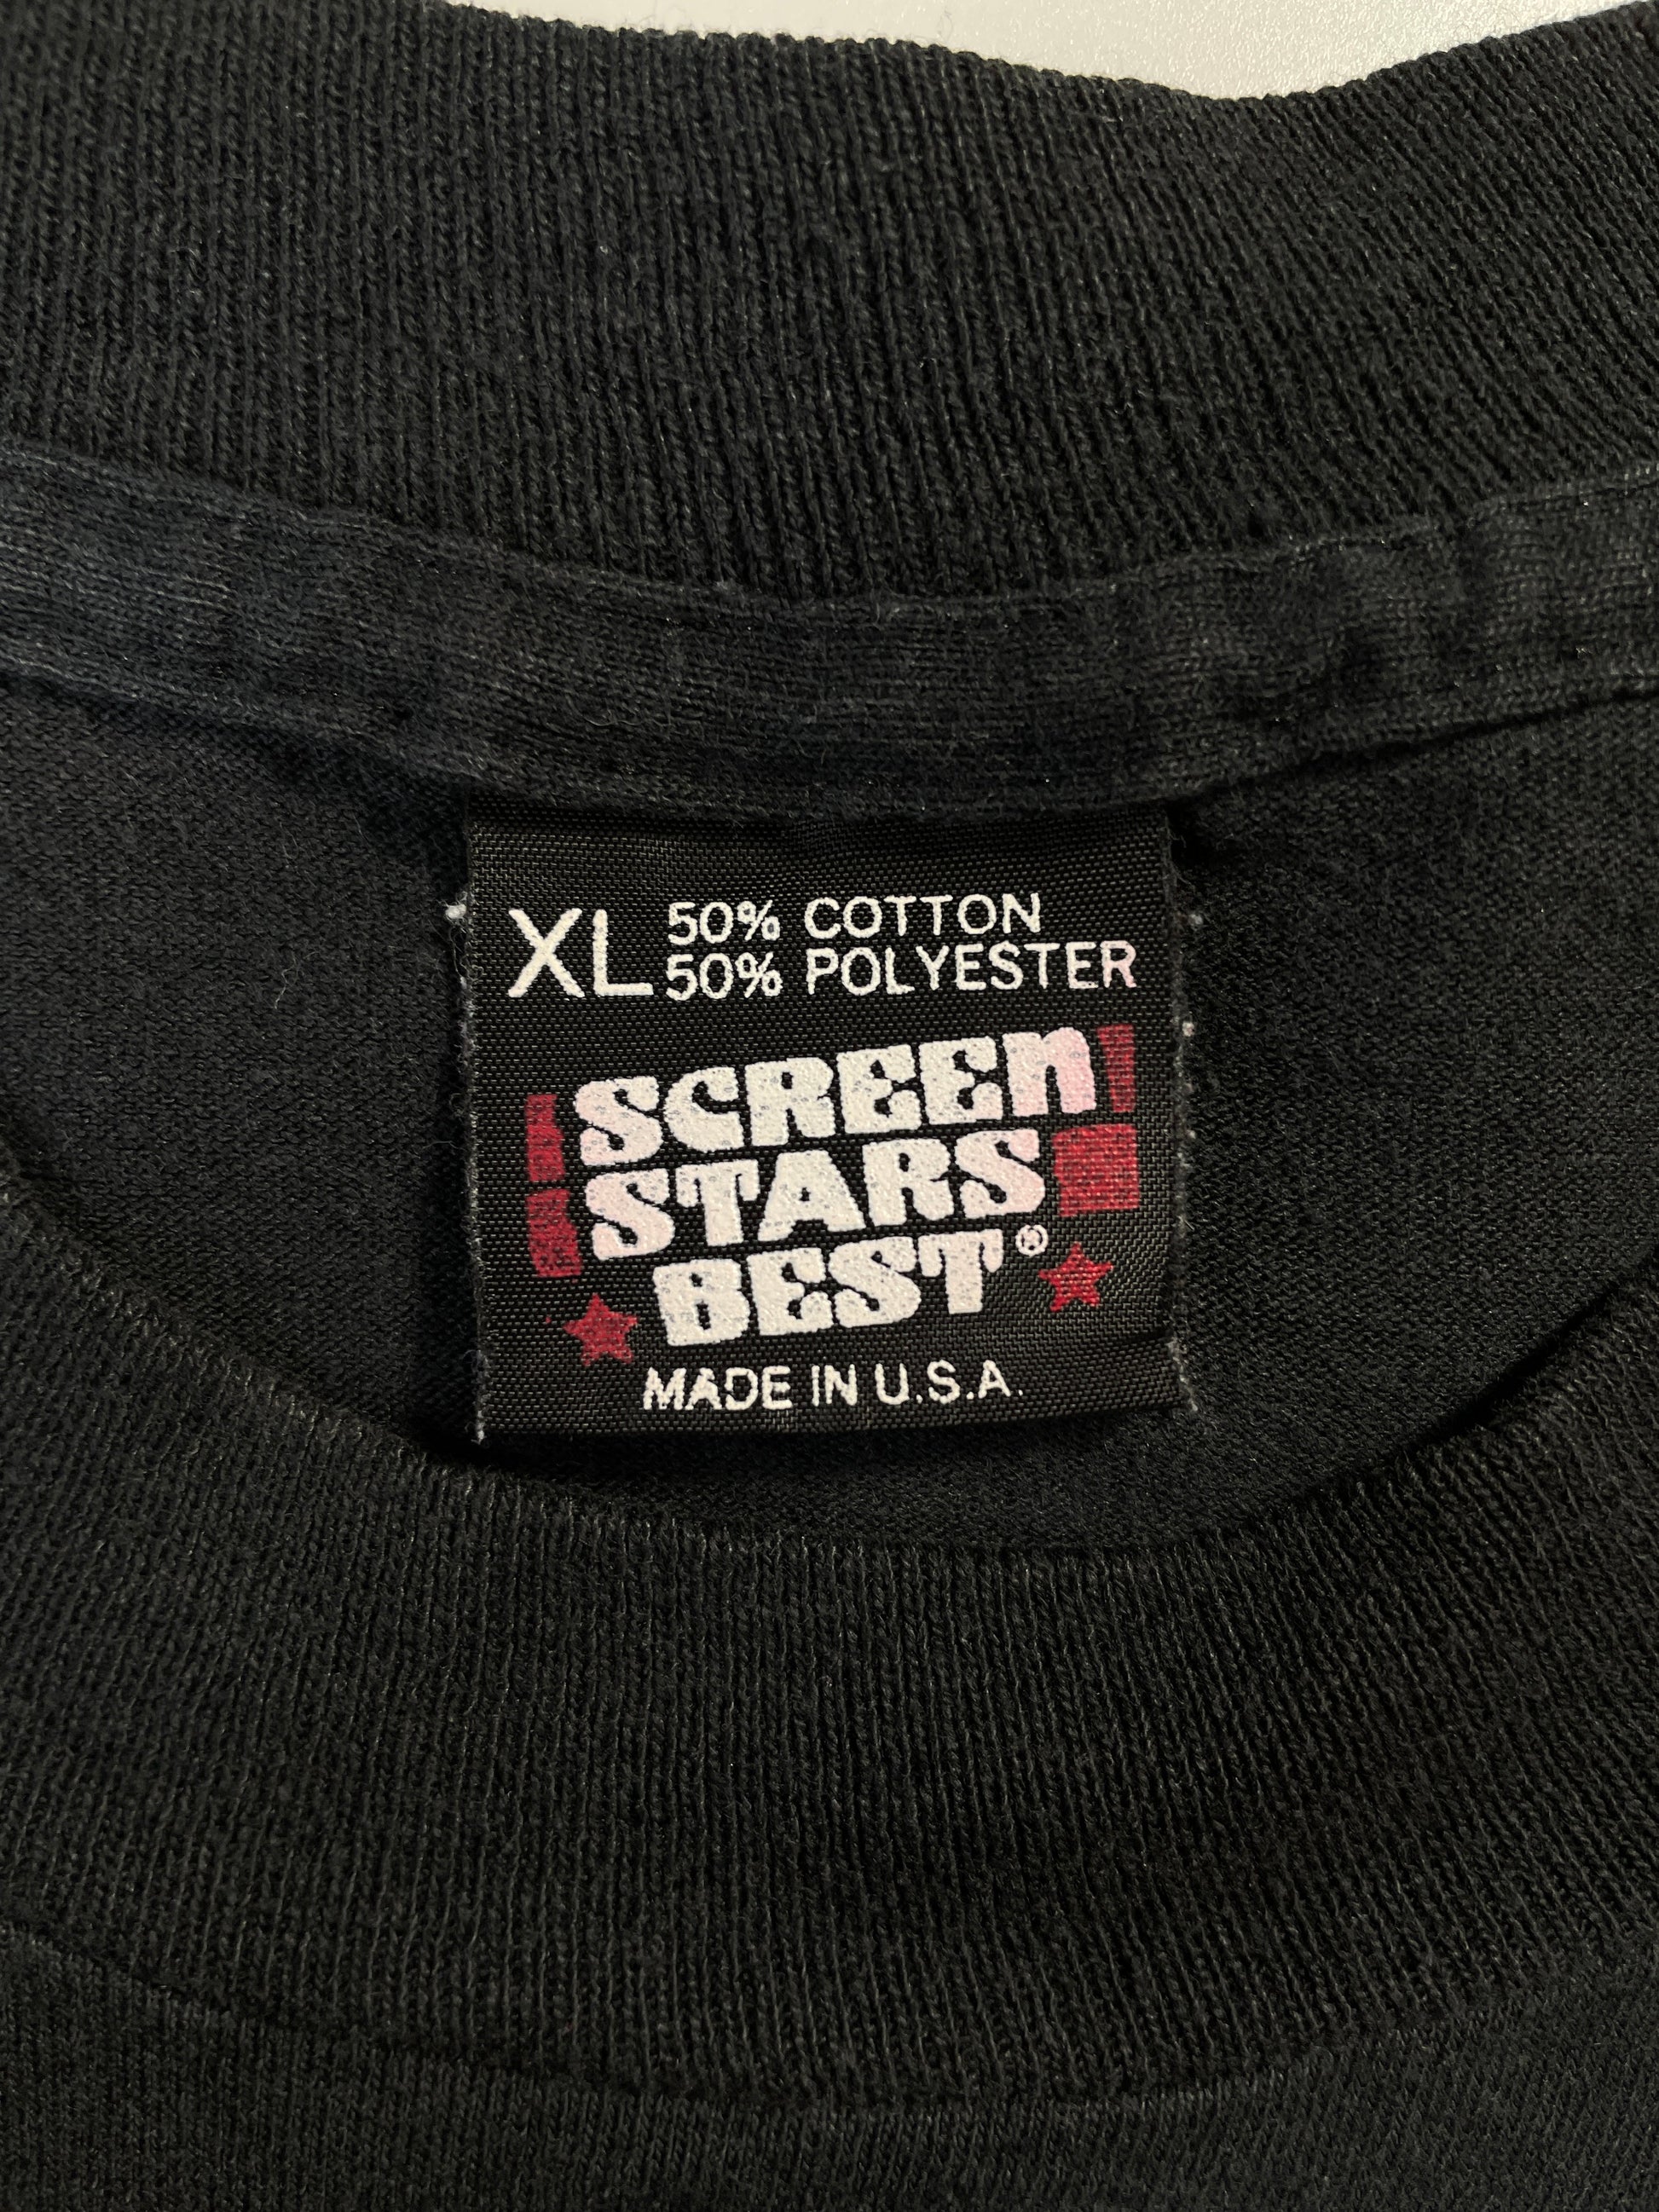 XL 50% COTTON
50% POLYESTER
SCREEn
STARS
BEST®
MADE IN U.S.A.